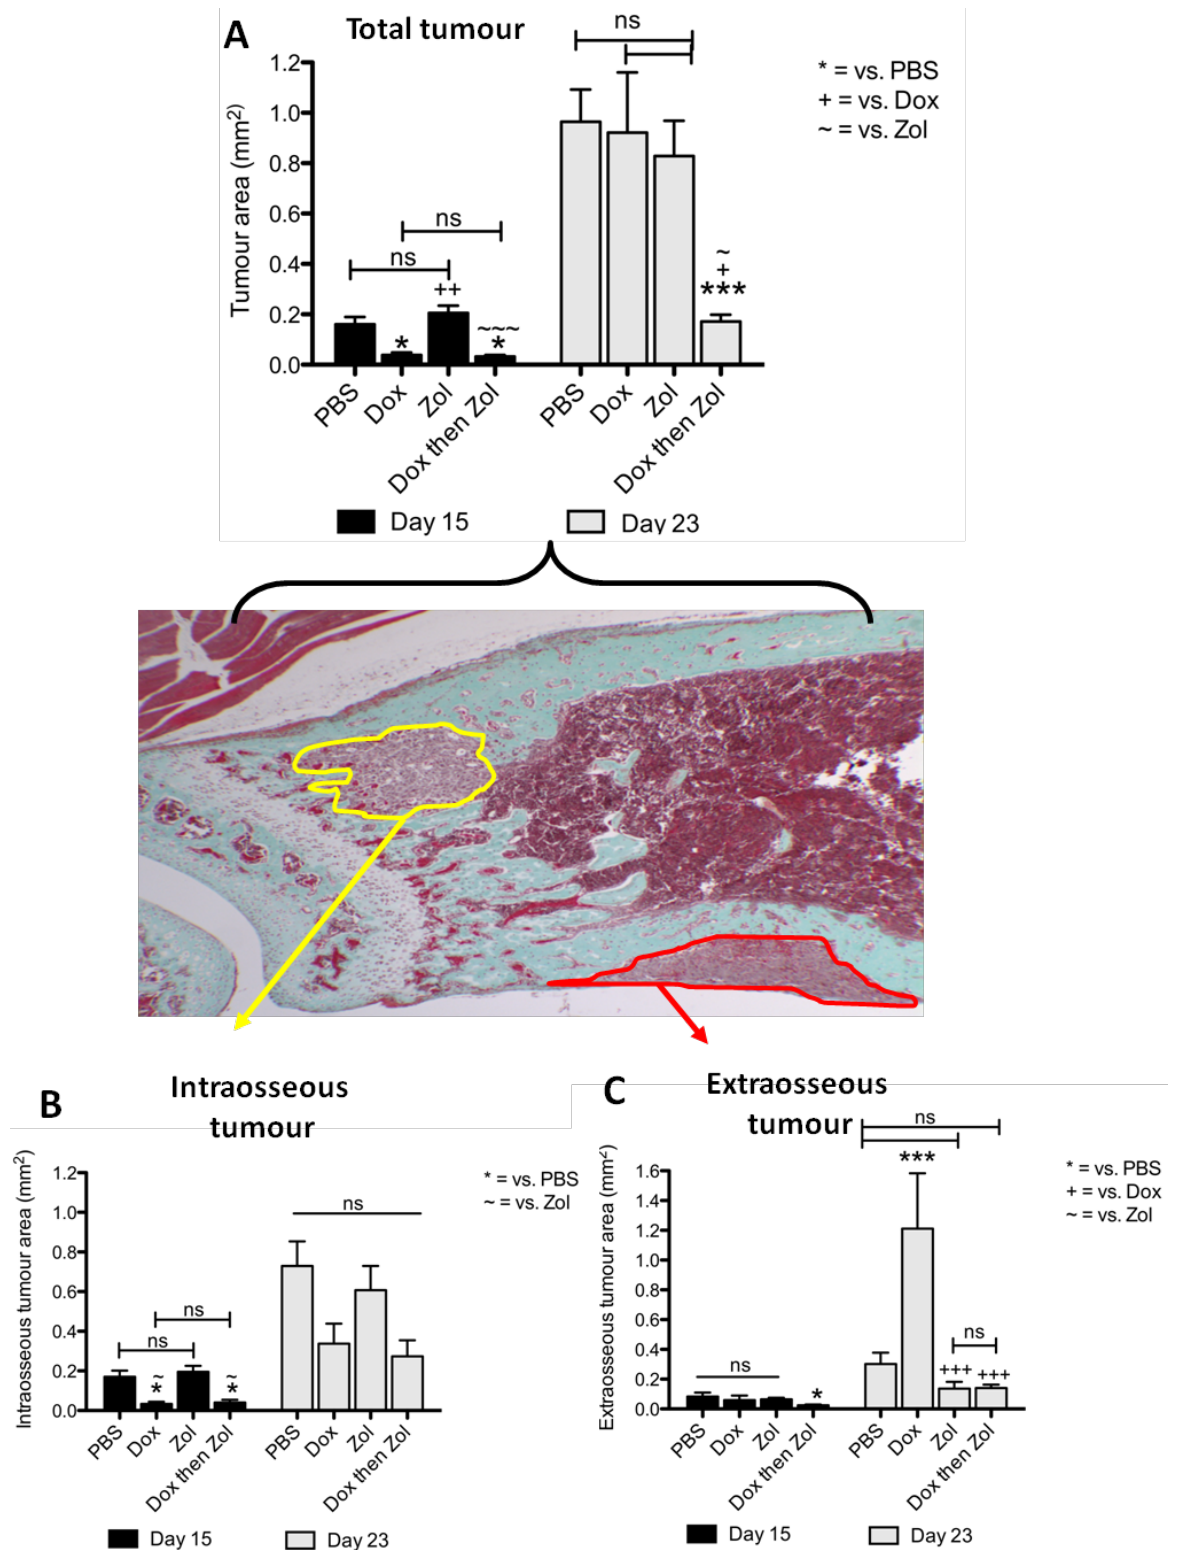 A
Total tumour
ns
* = vs. PBS
+ = vs. Dox
~ = vs. Zol
Tumour area (mm²)
1.2
1.0
0.8
0.6
0.4
0.2
0.0
ns
ns
++
*
~~~
*
~
+
***
PBS
Dox
Zol
Dox then Zol
PBS
Dox
Zol
Dox then Zol
Day 15
Day 23
B
Intraosseous
tumour
* = vs. PBS
~ = vs. Zol
Intraosseous tumour area (mm²)
1.2
1.0
0.8
0.6
0.4
0.2
0.0
ns
ns
ns
~
*
~
*
PBS
Dox
Zol
Dox then Zol
PBS
Dox
Zol
Dox then Zol
Day 15
Day 23
C
Extraosseous
tumour
ns
***
* = vs. PBS
+ = vs. Dox
~ = vs. Zol
Extraosseous tumour area (mm²)
1.6
1.4
1.2
1.0
0.8
0.6
0.4
0.2
0.0
ns
*
ns
+++
+++
PBS
Dox
Zol
Dox then Zol
PBS
Dox
Zol
Dox then Zol
Day 15
Day 23